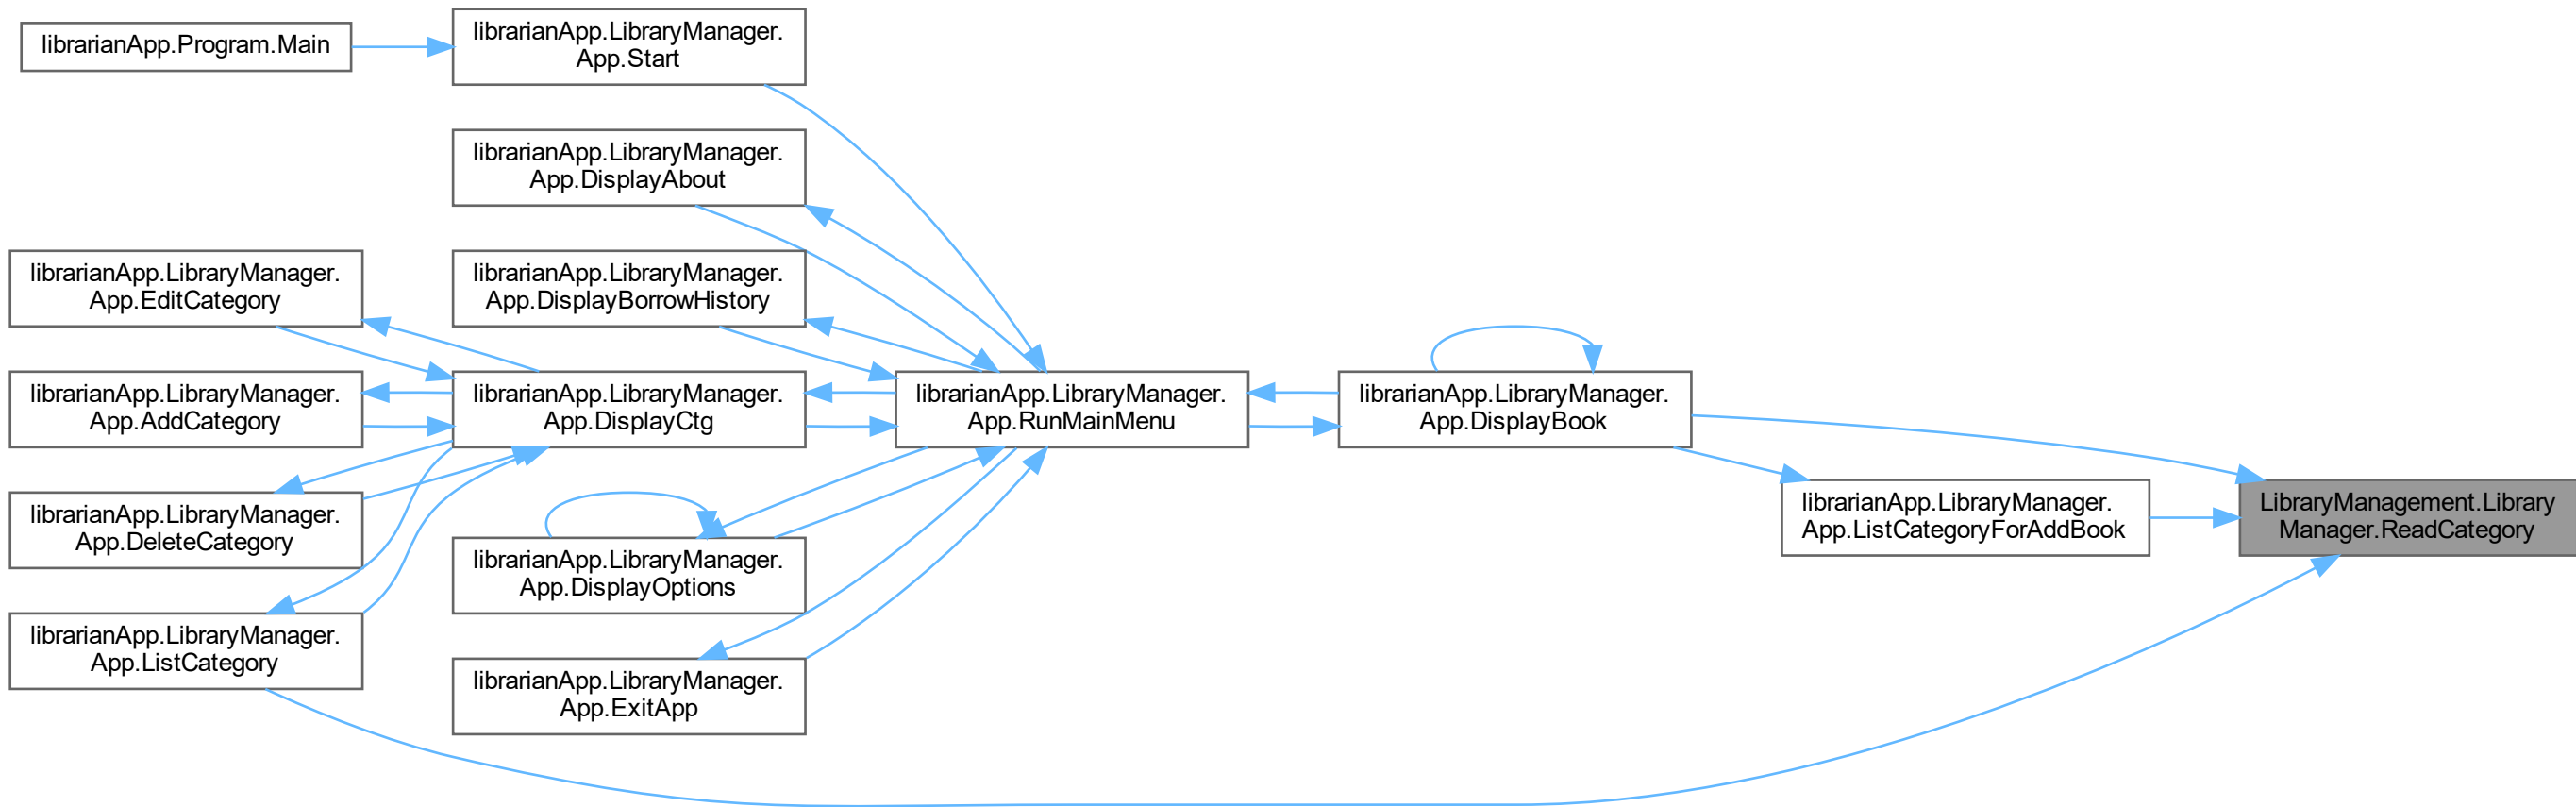 librarianApp.Program.Main
librarianApp.LibraryManager.
App.Start
librarianApp.LibraryManager.
App.DisplayAbout
librarianApp.LibraryManager.
App.EditCategory
librarianApp.LibraryManager.
App.DisplayBorrowHistory
librarianApp.LibraryManager.
App.AddCategory
librarianApp.LibraryManager.
App.DisplayCtg
librarianApp.LibraryManager.
App.RunMainMenu
librarianApp.LibraryManager.
App.DisplayBook
librarianApp.LibraryManager.
App.DeleteCategory
librarianApp.LibraryManager.
App.DisplayOptions
librarianApp.LibraryManager.
App.ListCategoryForAddBook
LibraryManagement.Library
Manager.ReadCategory
librarianApp.LibraryManager.
App.ListCategory
librarianApp.LibraryManager.
App.ExitApp